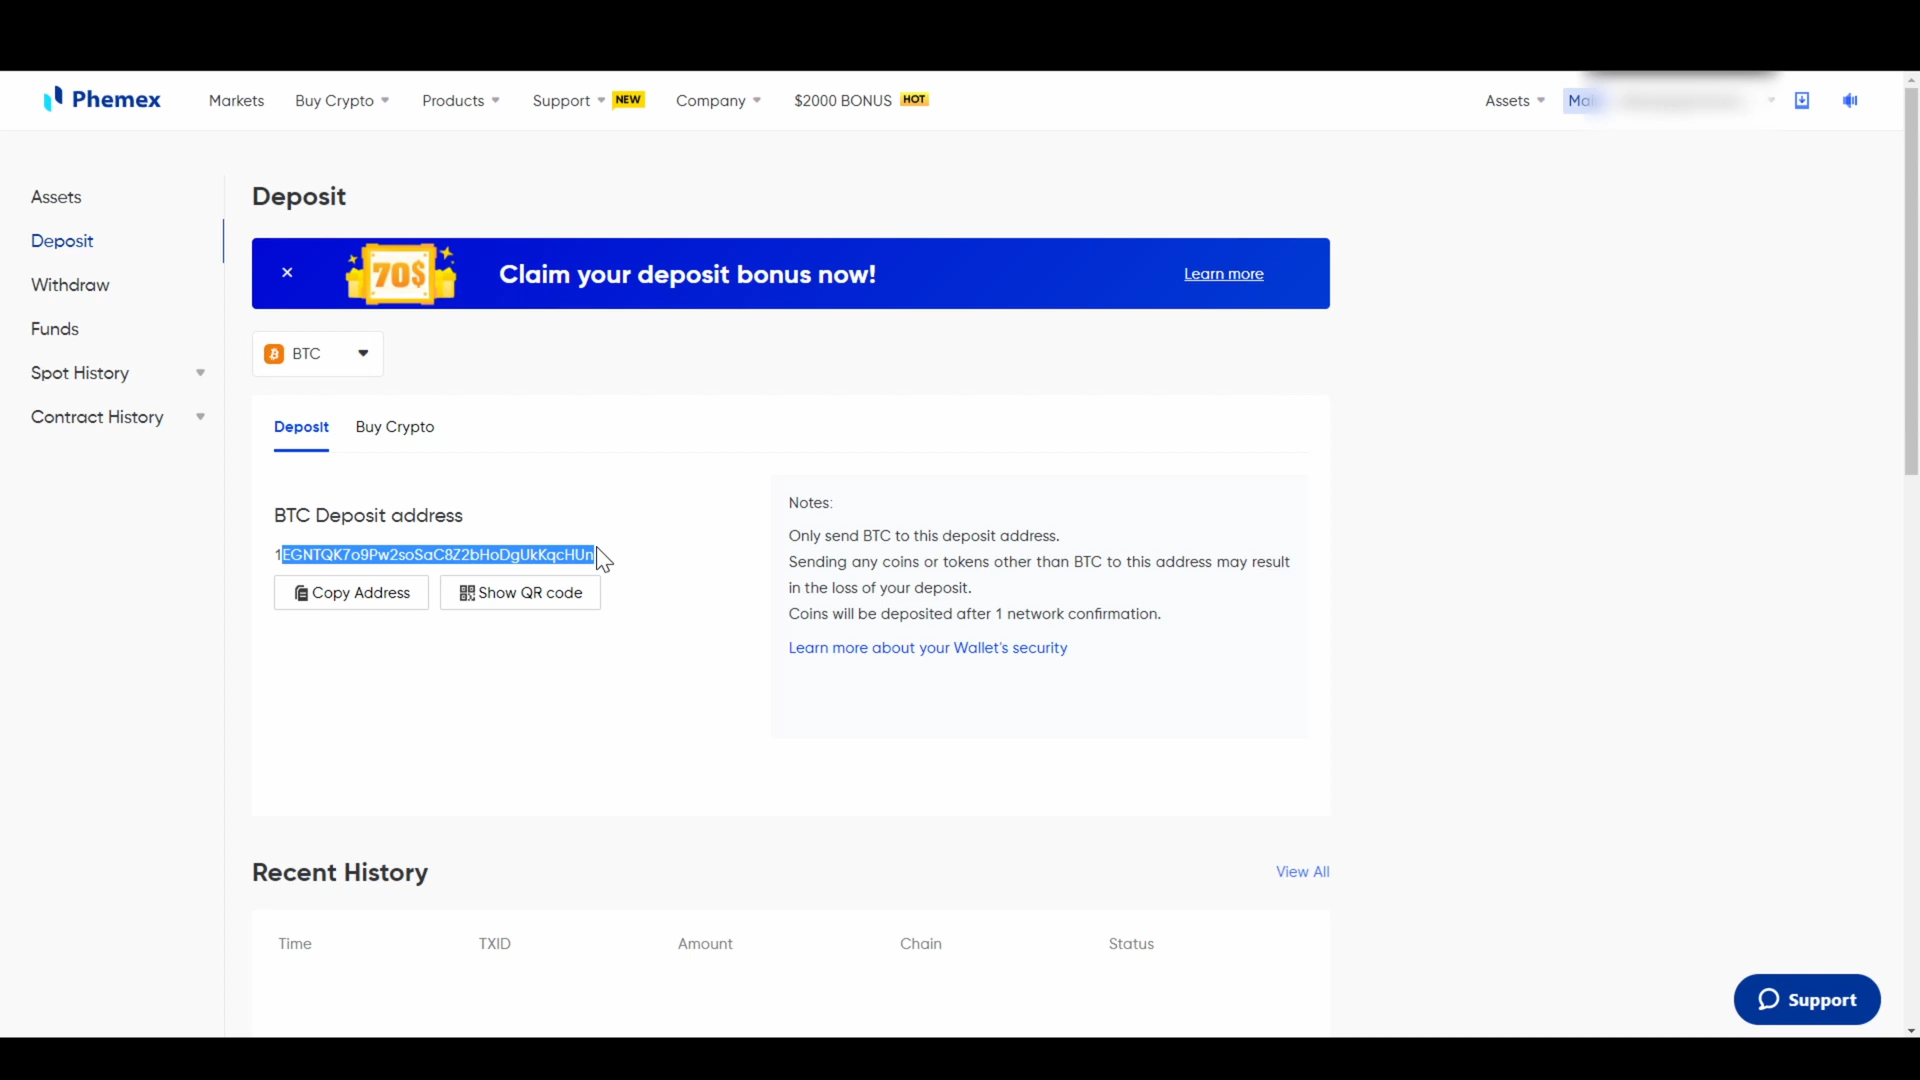 Phemex
Markets
Buy Crypto
Products
Support NEW
Company
$2000 BONUS HOT
Assets
Assets
Deposit
Withdraw
Funds
Spot History
Contract History
Deposit
70$
Claim your deposit bonus now!
Learn more
BTC
Deposit
Buy Crypto
BTC Deposit address
1EGNTQK7o9Pw2soSaC8Z2bHoDgUkKqcHUn
Copy Address
Show QR code
Notes:
Only send BTC to this deposit address.
Sending any coins or tokens other than BTC to this address may result
in the loss of your deposit.
Coins will be deposited after 1 network confirmation.
Learn more about your Wallet's security
Recent History
View All
Time
TXID
Amount
Chain
Status
Support